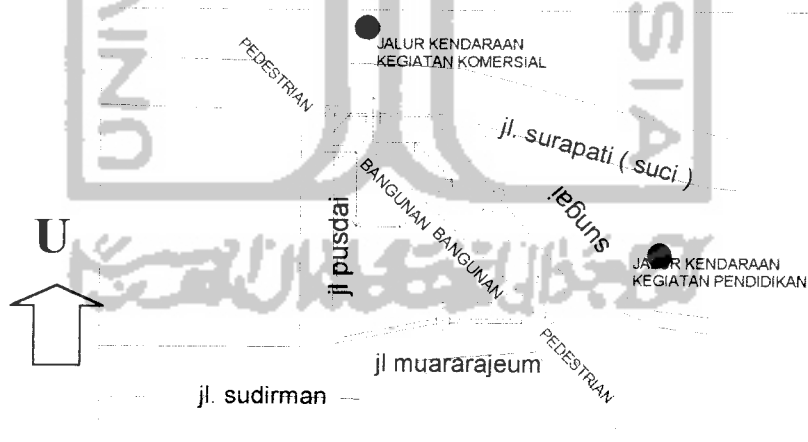 JALUR KENDARAAN
KEGIATAN KOMERSIAL
PEDESTRIAN
jl. surapati ( suci )
BANGUNAN BANGUNAN
sungai
jl pusdai
U
JALUR KENDARAAN
KEGIATAN PENDIDIKAN
jl muararajeum
PEDESTRIAN
jl. sudirman